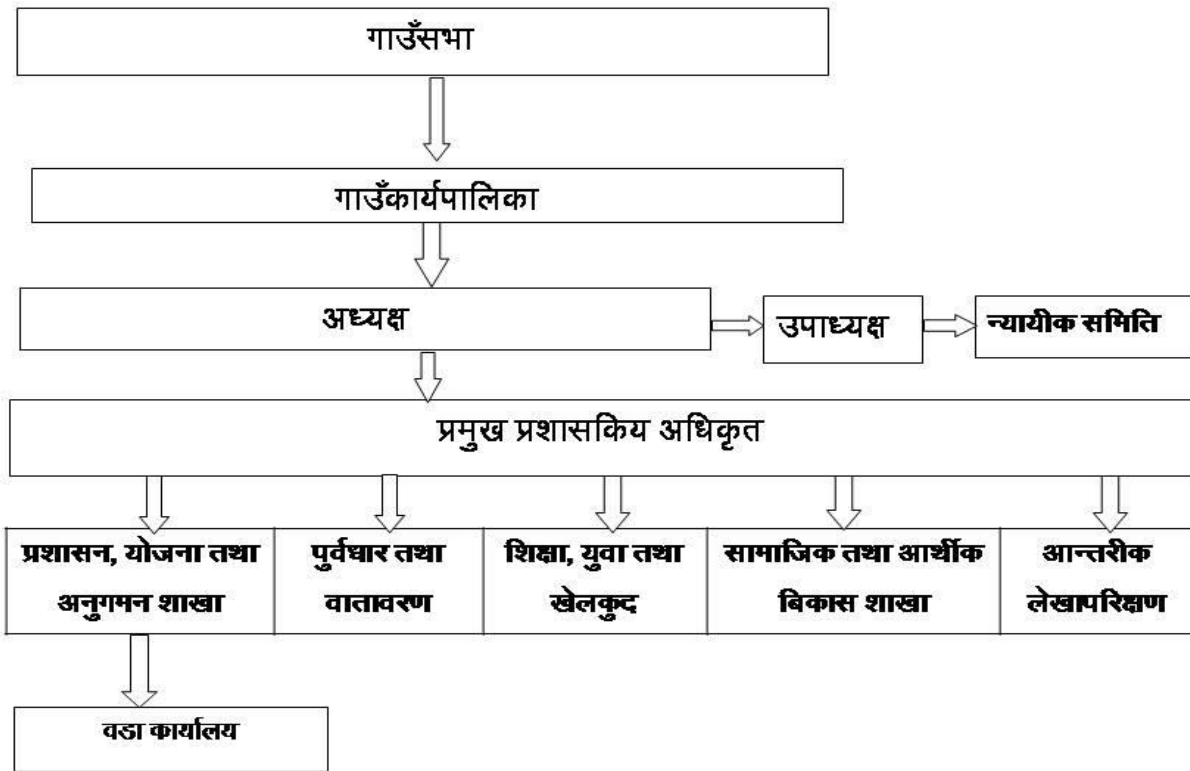 गाउँसभा
गाउँकार्यपालिका
अध्यक्ष
उपाध्यक्ष
न्यायीक समिति
प्रमुख प्रशासकिय अधिकृत
प्रशासन, योजना तथा
अनुगमन शाखा
पुर्वधार तथा
वातावरण
शिक्षा, युवा तथा
खेलकुद
सामाजिक तथा आर्थीक
बिकास शाखा
आन्तरीक
लेखापरिक्षण
वडा कार्यालय